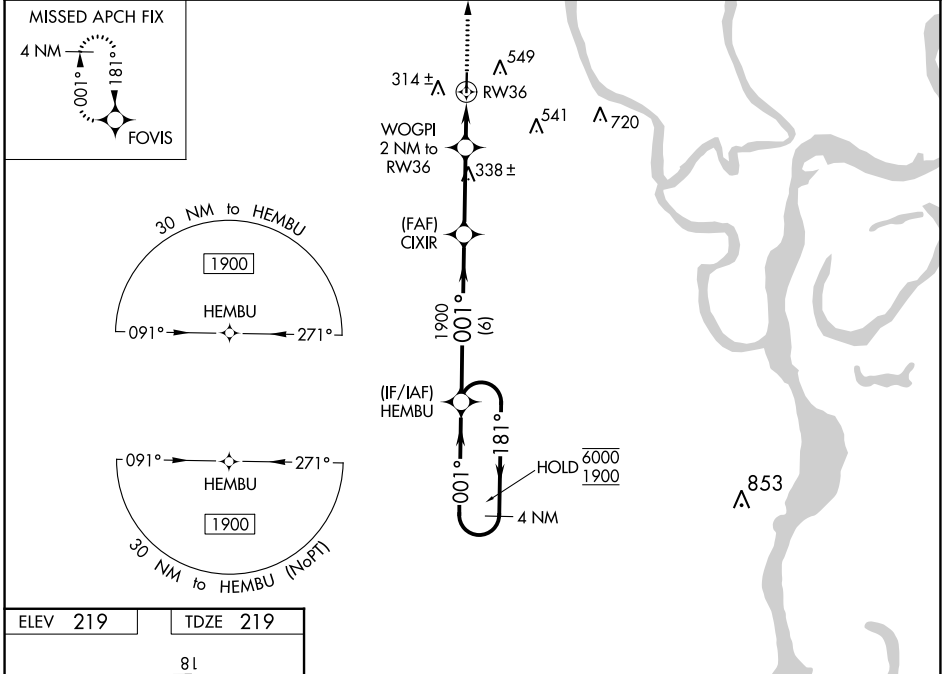 MISSED APCH FIX
4 NM
001°
181°
FOVIS
549
314 ±
RW36
541
720
WOGPI
2 NM to
RW36
338 ±
(FAF)
CIXIR
30 NM to HEMBU
1900
HEMBU
091°
271°
1900
001°
(6)
(IF/IAF)
HEMBU
181°
001°
HOLD
6000
1900
4 NM
853
091°
271°
HEMBU
1900
30 NM to HEMBU (NoPT)
ELEV 219
TDZE 219
18